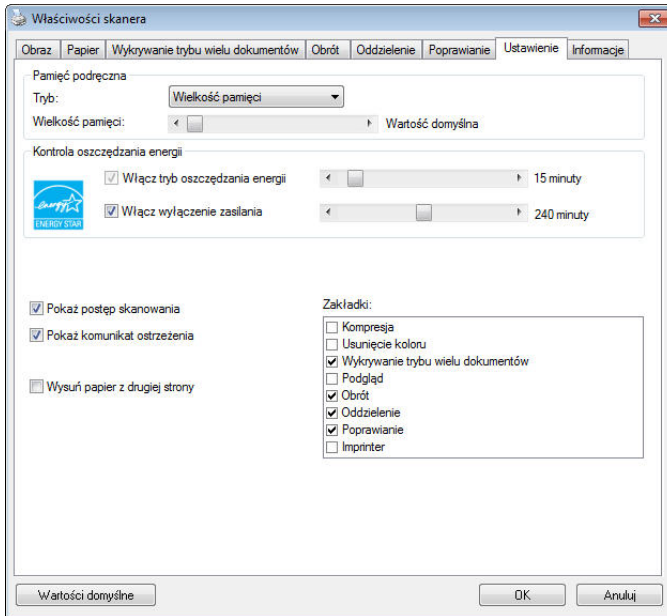 Właściwości skanera
Obraz Papier Wykrywanie trybu wielu dokumentów Obrót Oddzielenie Poprawianie Ustawienie Informacje
Pamięć podręczna
Tryb: Wielkość pamięci
Wielkość pamięci: Wartość domyślna
Kontrola oszczędzania energii
Włącz tryb oszczędzania energii 15 minuty
energy
ENERGY STAR
Włącz wyłączenie zasilania 240 minuty
Pokaż postęp skanowania
Pokaż komunikat ostrzeżenia
Wysuń papier z drugiej strony
Zakładki:
Kompresja
Usunięcie koloru
Wykrywanie trybu wielu dokumentów
Podgląd
Obrót
Oddzielenie
Poprawianie
Imprinter
Wartości domyślne OK Anuluj